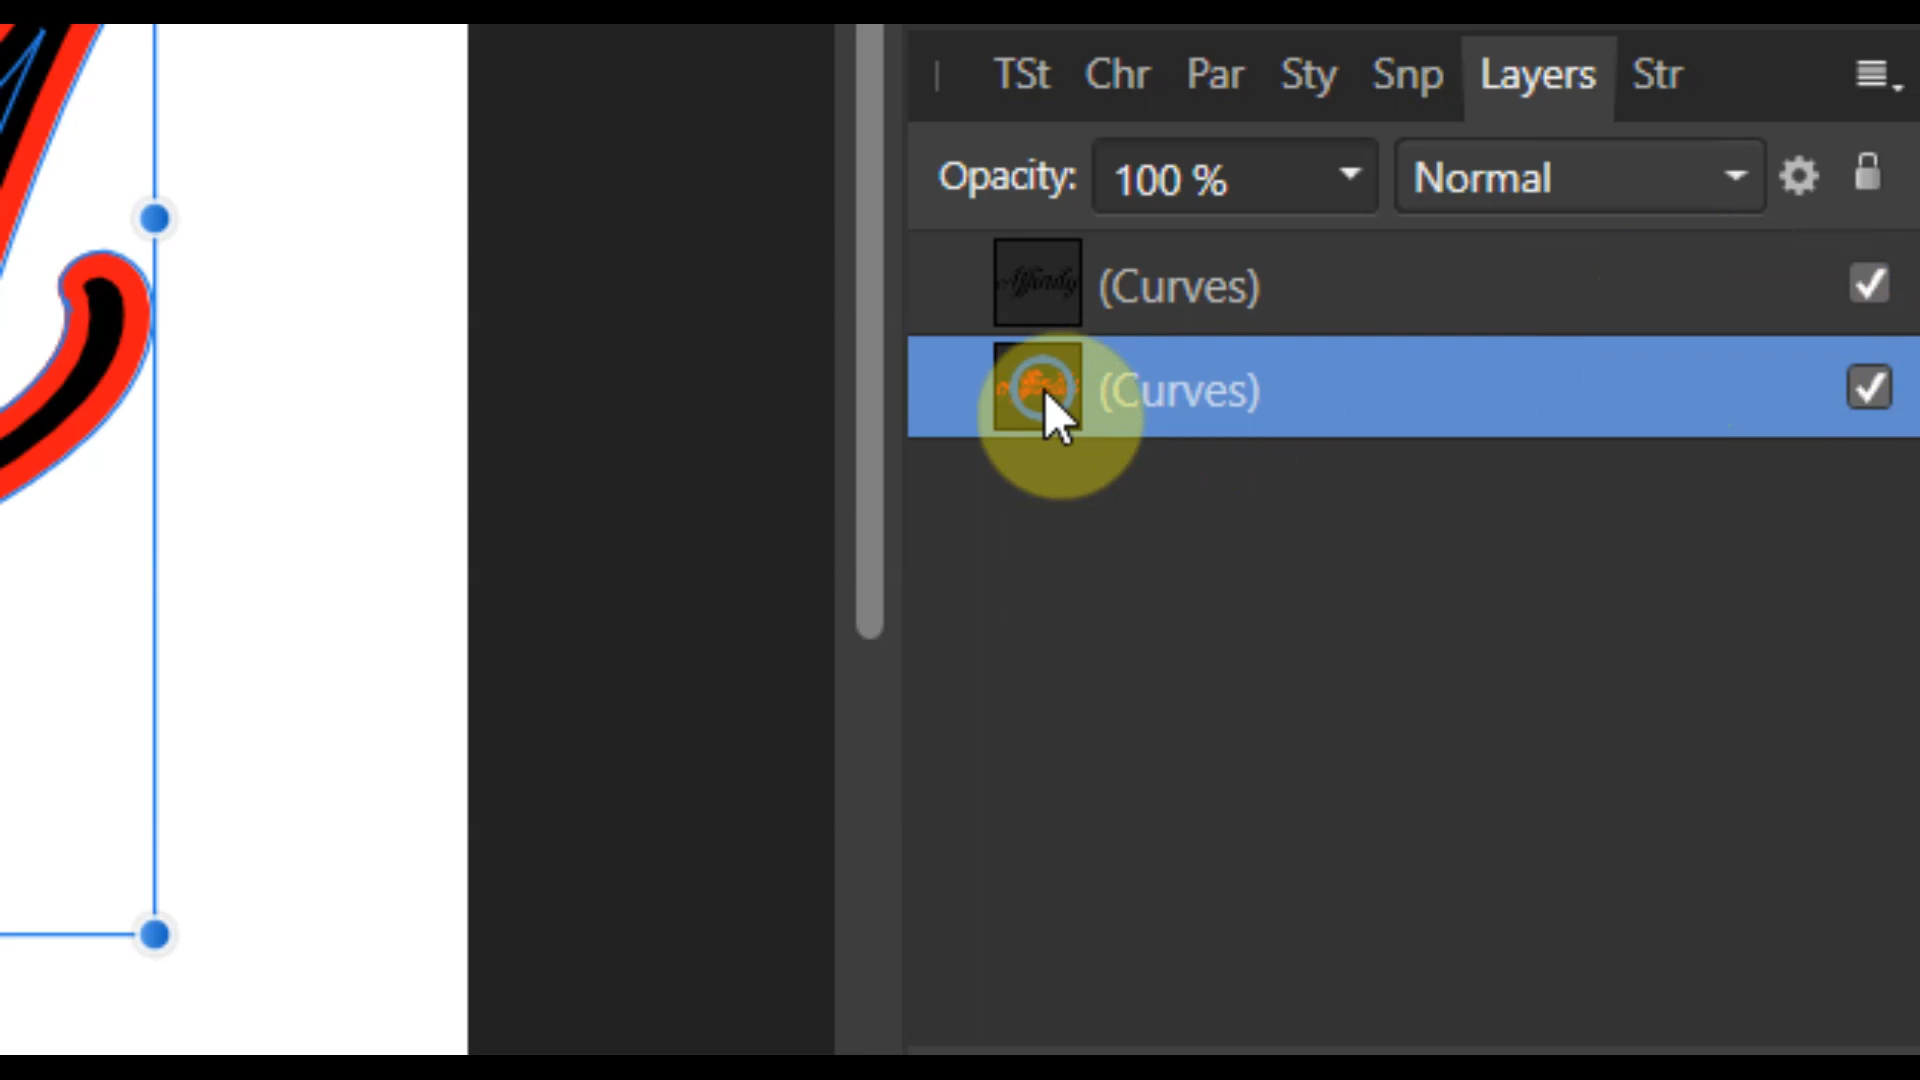 TSt Chr Par Sty Snp Layers Str
Opacity: 100 % Normal
(Curves)
(Curves)